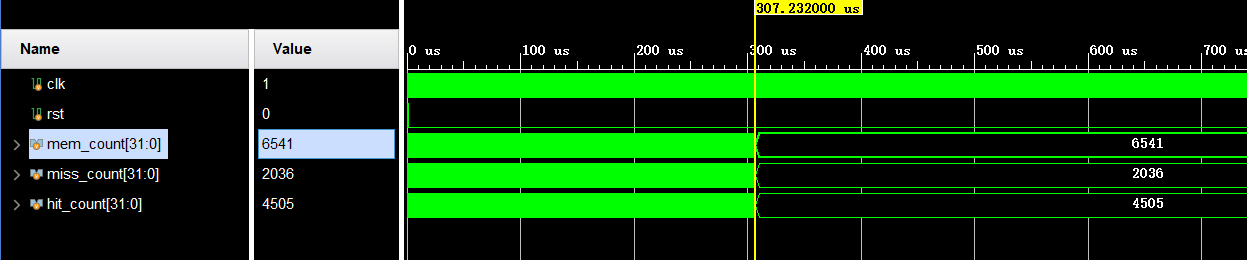 307.232000 us
Name Value
0 us 100 us 200 us 300 us 400 us 500 us 600 us 700 us
clk 1
rst 0
mem_count[31:0] 6541 6541
miss_count[31:0] 2036 2036
hit_count[31:0] 4505 4505